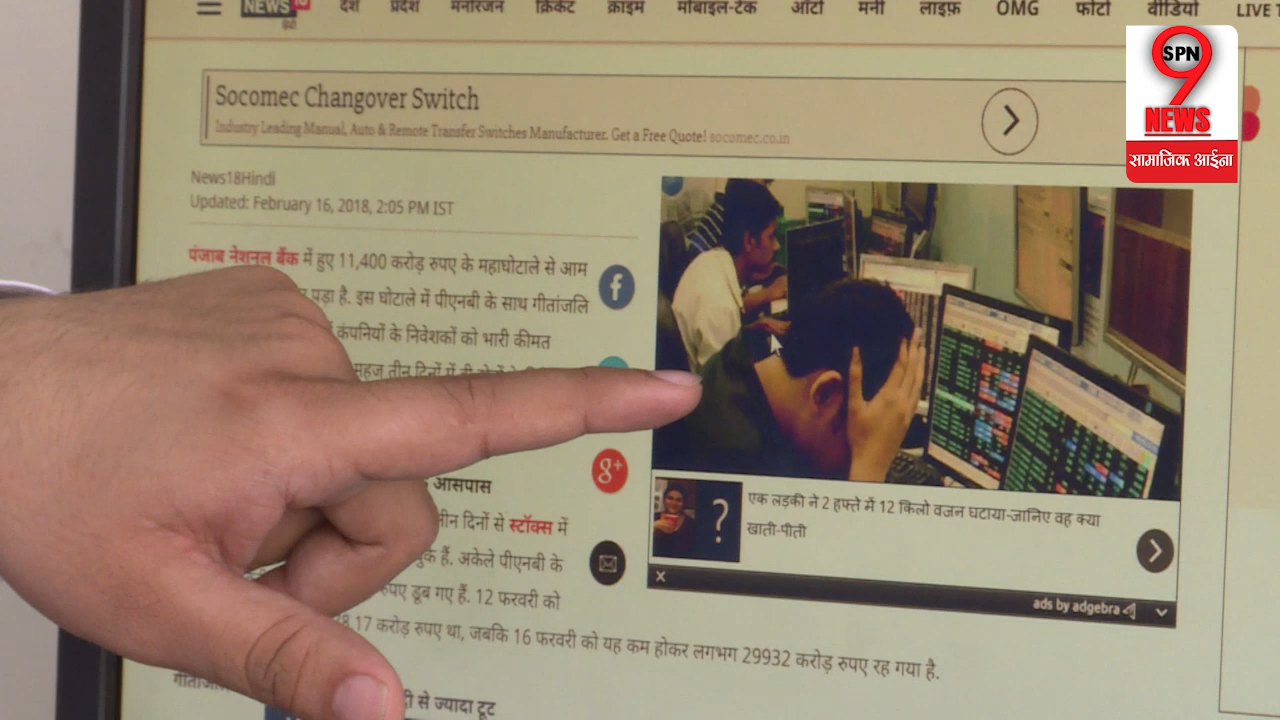 NEWS
देश प्रदेश मनोरंजन क्रिकेट क्राइम मोबाइल-टेक ऑटो मनी लाइफ़ OMG फोटो वीडियो LIVE
SPN
9
NEWS
सामाजिक आईना
Socomec Changover Switch
Industry Leading Manual, Auto & Remote Transfer Switches Manufacturer. Get a Free Quote! socomec.co.in
News18Hindi
Updated: February 16, 2018, 2:05 PM IST
पंजाब नेशनल बैंक में हुए 11,400 करोड़ रुपए के महाघोटाले से आम
पड़ा है. इस घोटाले में पीएनबी के साथ गीतांजलि
कंपनियों के निवेशकों को भारी कीमत
महज तीन दिनों में
f
g+
आसपास
दिनों से स्टॉक्स में
चुके हैं. अकेले पीएनबी के
रुपए डूब गए हैं. 12 फरवरी को
करोड़ रुपए था, जबकि 16 फरवरी को यह कम होकर लगभग 29932 करोड़ रुपए रह गया है.
से ज्यादा टूट
?
एक लड़की ने 2 हफ्ते में 12 किलो वजन घटाया-जानिए वह क्या
खाती-पीती
x
ads by adgebra